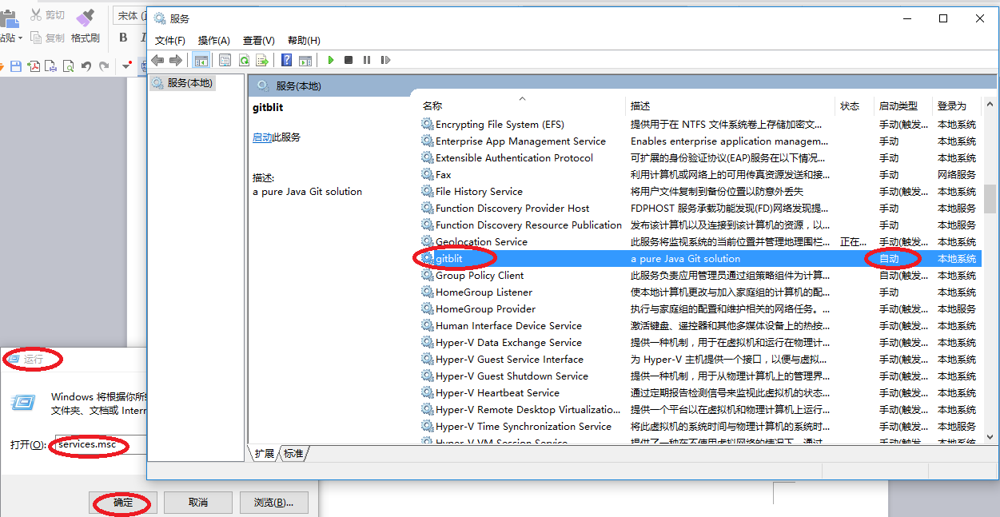 剪切
粘贴
复制
格式刷
宋体
B
I
服务
文件(F) 操作(A) 查看(V) 帮助(H)
服务(本地)
服务(本地)
gitblit
启动此服务
描述:
a pure Java Git solution
名称 描述 状态 启动类型 登录为
Encrypting File System (EFS) 提供用于在 NTFS 文件系统卷上存储加密文... 手动(触发... 本地系统
Enterprise App Management Service Enables enterprise application managem... 手动 本地系统
Extensible Authentication Protocol 可扩展的身份验证协议(EAP)服务在以下情况... 手动 本地系统
Fax 利用计算机或网络上的可用传真资源发送和接... 手动 网络服务
File History Service 将用户文件复制到备份位置以防意外丢失 手动(触发... 本地系统
Function Discovery Provider Host FDPHOST 服务承载功能发现(FD)网络发现提... 手动 本地服务
Function Discovery Resource Publication 发布该计算机以及连接到该计算机的资源，以... 手动 本地服务
Geolocation Service 此服务将监视系统的当前位置并管理地理围栏... 正在... 手动(触发... 本地系统
gitblit a pure Java Git solution 自动 本地系统
Group Policy Client 此服务负责应用管理员通过组策略组件为计算... 自动(触发... 本地系统
HomeGroup Listener 使本地计算机更改与加入家庭组的计算机的配... 手动 本地系统
HomeGroup Provider 执行与家庭组的配置和维护相关的网络任务。... 手动(触发... 本地服务
Human Interface Device Service 激活键盘、遥控器和其他多媒体设备上的热按... 手动(触发... 本地系统
Hyper-V Data Exchange Service 提供一种机制，用于在虚拟机和运行在物理计... 手动(触发... 本地系统
Hyper-V Guest Service Interface 为 Hyper-V 主机提供一个接口，以便与虚拟... 手动(触发... 本地系统
Hyper-V Guest Shutdown Service 提供一种机制，用于从物理计算机上的管理界... 手动(触发... 本地系统
Hyper-V Heartbeat Service 通过定期报告检测信号来监视此虚拟机的状态... 手动(触发... 本地系统
Hyper-V Remote Desktop Virtualizatio... 提供一个平台以在虚拟机和物理计算机上运行... 手动(触发... 本地系统
Hyper-V Time Synchronization Service 将此虚拟机的系统时间与物理计算机的系统时... 手动(触发... 本地服务
Hyper-V VM Session Service 提供了一种在不使用虚拟网络的情况下，通过... 手动(触发... 本地系统
扩展 标准
运行
Windows 将根据你所
文件夹、文档或 Intern
打开(O): services.msc
确定 取消 浏览(B)...